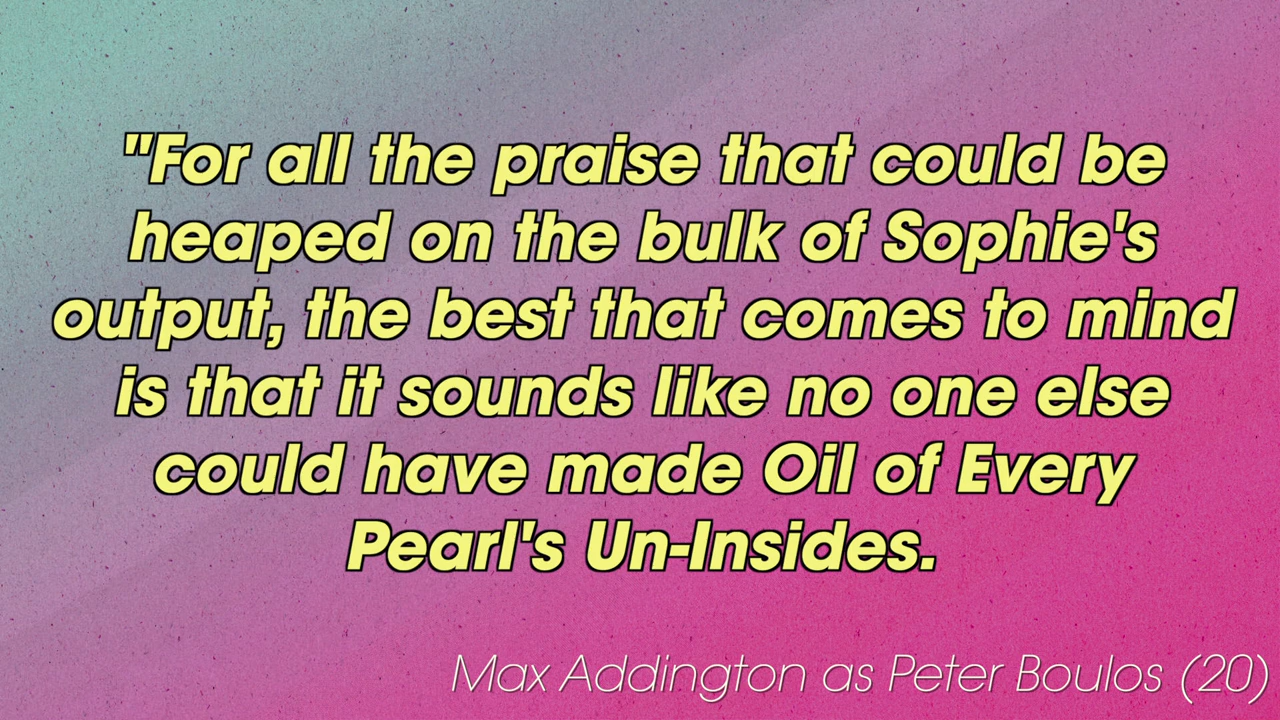 "For all the praise that could be
heaped on the bulk of Sophie's
output, the best that comes to mind
is that it sounds like no one else
could have made Oil of Every
Pearl's Un-Insides.
Max Addington as Peter Boulos (20)